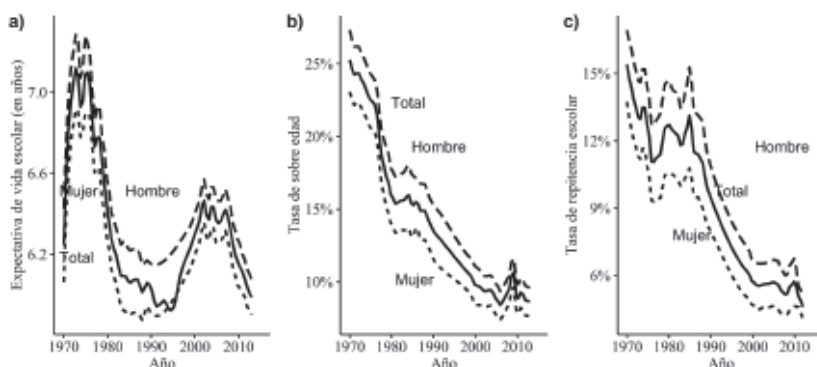 a)
Expectativa de vida escolar (en años)
7.0
6.6
6.2
Mujer
Hombre
Total
1970 1980 1990 2000 2010
Año
b)
Tasa de sobre edad
25%
20%
15%
10%
Total
Hombre
Mujer
1970 1980 1990 2000 2010
Año
c)
Tasa de repitencia escolar
15%
12%
9%
6%
Hombre
Total
Mujer
1970 1980 1990 2000 2010
Año